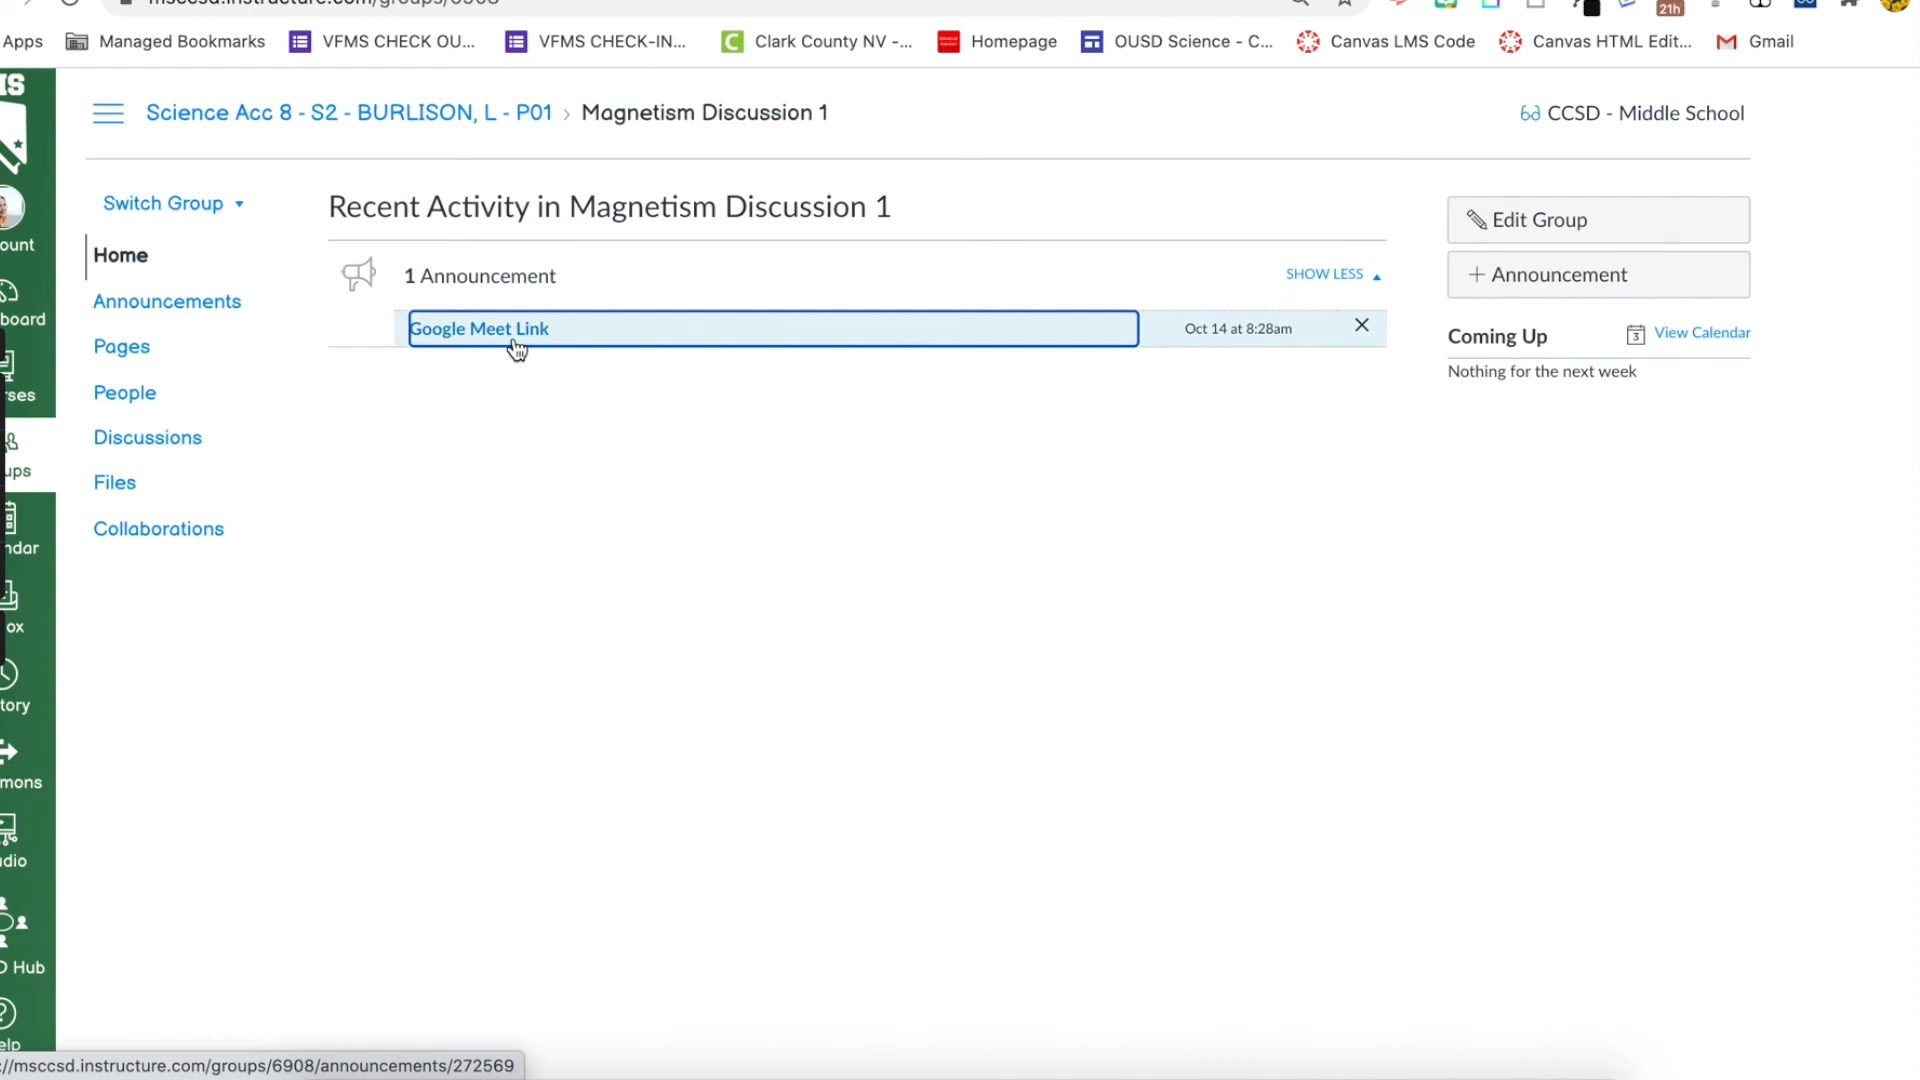 Apps
Managed Bookmarks
VFMS CHECK OU...
VFMS CHECK-IN...
Clark County NV -...
Homepage
OUSD Science - C...
Canvas LMS Code
Canvas HTML Edit...
Gmail
21h
Science Acc 8 - S2 - BURLISON, L - P01 › Magnetism Discussion 1
CCSD - Middle School
Switch Group
Home
Announcements
Pages
People
Discussions
Files
Collaborations
Recent Activity in Magnetism Discussion 1
1 Announcement
SHOW LESS
Google Meet Link
Oct 14 at 8:28am
Edit Group
+ Announcement
Coming Up
3
View Calendar
Nothing for the next week
ount
board
rses
ups
ndar
ox
tory
mons
udio
D Hub
elp
://msccsd.instructure.com/groups/6908/announcements/272569